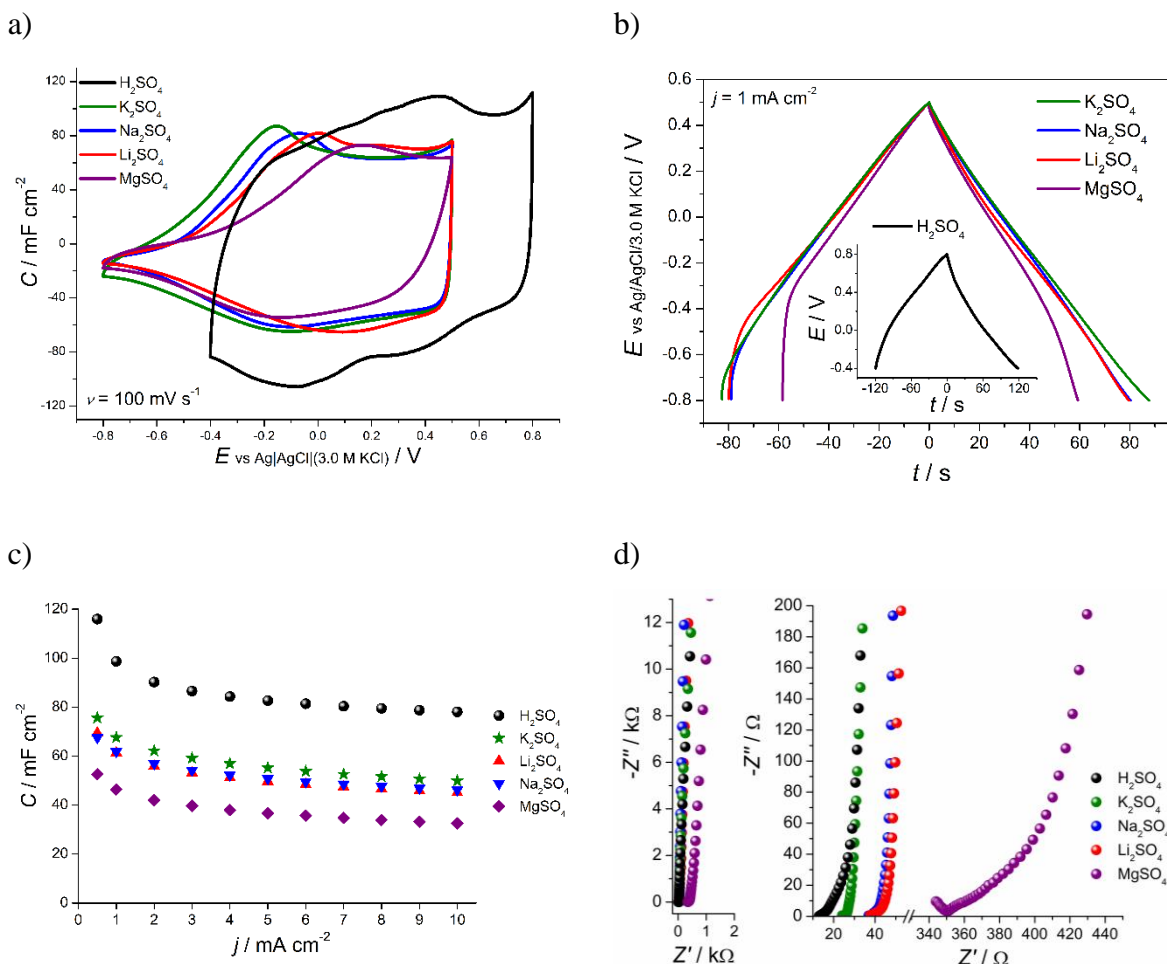 a)
H₂SO₄
K₂SO₄
Na₂SO₄
Li₂SO₄
MgSO₄
ν = 100 mV s⁻¹
C / mF cm⁻²
120
80
40
0
-40
-80
-120
-0.8 -0.6 -0.4 -0.2 0.0 0.2 0.4 0.6 0.8
E vs Ag|AgCl|(3.0 M KCl) / V
b)
j = 1 mA cm⁻²
K₂SO₄
Na₂SO₄
Li₂SO₄
MgSO₄
E vs Ag/AgCl/3.0 M KCl / V
0.6
0.4
0.2
0.0
-0.2
-0.4
-0.6
-0.8
-80 -60 -40 -20 0 20 40 60 80
t / s
H₂SO₄
E / V
0.8
0.4
0.0
-0.4
-120 -60 0 60 120
t / s
c)
C / mF cm⁻²
120
100
80
60
40
20
0
0 1 2 3 4 5 6 7 8 9 10
j / mA cm⁻²
H₂SO₄
K₂SO₄
Li₂SO₄
Na₂SO₄
MgSO₄
d)
-Z'' / kΩ
12
10
8
6
4
2
0
0 1 2
Z' / kΩ
-Z'' / Ω
200
180
160
140
120
100
80
60
40
20
0
20 40 340 360 380 400 420 440
Z' / Ω
H₂SO₄
K₂SO₄
Na₂SO₄
Li₂SO₄
MgSO₄